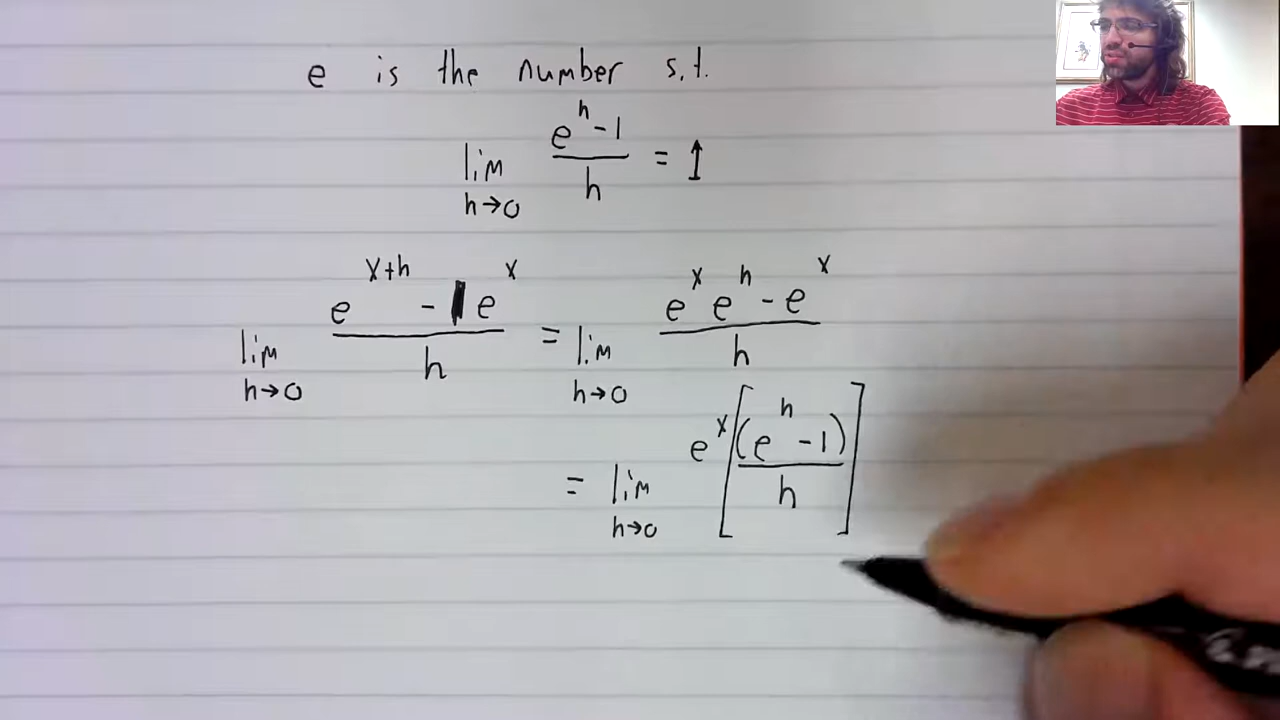 e is the number s.t.
lim h→0 e^h - 1 / h = 1
lim h→0 e^(x+h) - e^x / h = lim h→0 e^x e^h - e^x / h
= lim h→0 e^x [ (e^h - 1) / h ]